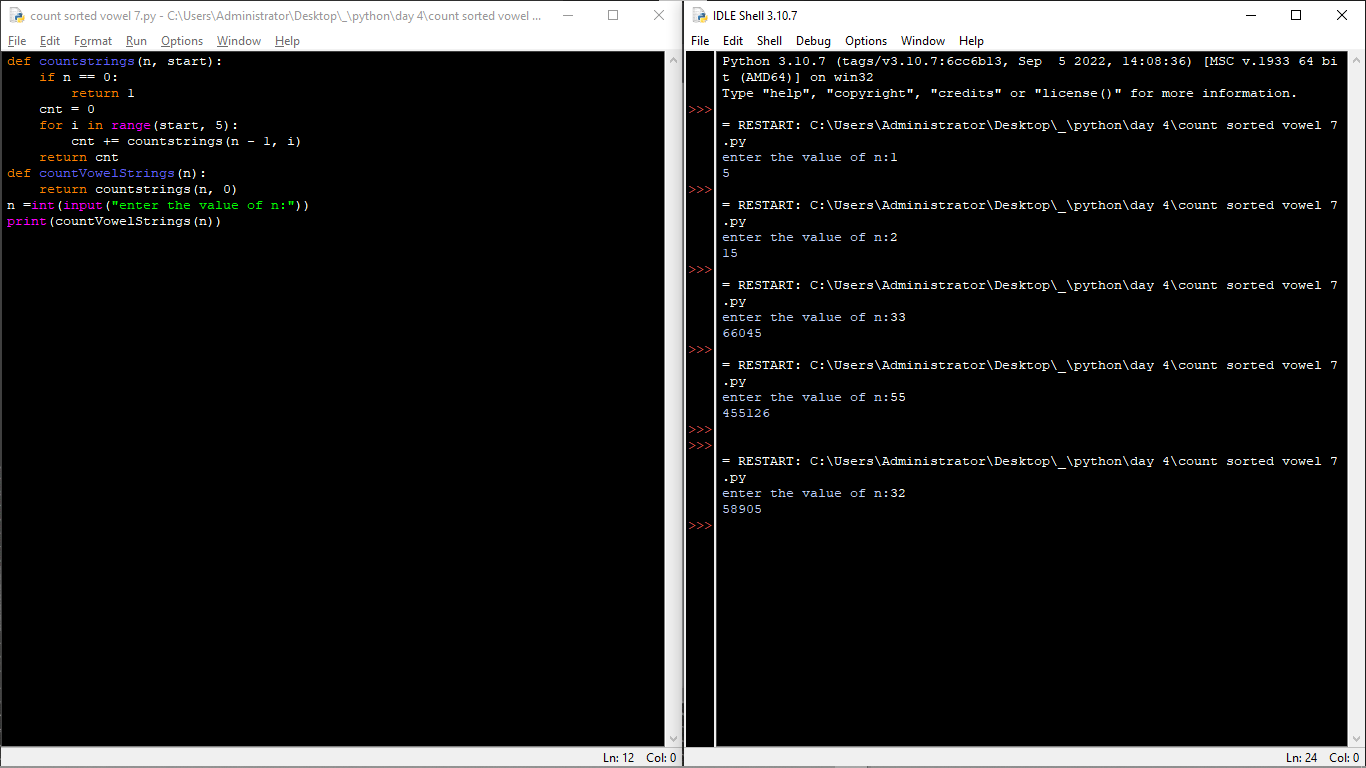 count sorted vowel 7.py - C:\Users\Administrator\Desktop\_\python\day 4\count sorted vowel ...
File Edit Format Run Options Window Help
def countstrings(n, start):
    if n == 0:
        return 1
    cnt = 0
    for i in range(start, 5):
        cnt += countstrings(n - 1, i)
    return cnt
def countVowelStrings(n):
    return countstrings(n, 0)
n =int(input("enter the value of n:"))
print(countVowelStrings(n))
Ln: 12 Col: 0
IDLE Shell 3.10.7
File Edit Shell Debug Options Window Help
Python 3.10.7 (tags/v3.10.7:6cc6b13, Sep  5 2022, 14:08:36) [MSC v.1933 64 bi
t (AMD64)] on win32
Type "help", "copyright", "credits" or "license()" for more information.
>>>
= RESTART: C:\Users\Administrator\Desktop\_\python\day 4\count sorted vowel 7
.py
enter the value of n:1
5
>>>
= RESTART: C:\Users\Administrator\Desktop\_\python\day 4\count sorted vowel 7
.py
enter the value of n:2
15
>>>
= RESTART: C:\Users\Administrator\Desktop\_\python\day 4\count sorted vowel 7
.py
enter the value of n:33
66045
>>>
= RESTART: C:\Users\Administrator\Desktop\_\python\day 4\count sorted vowel 7
.py
enter the value of n:55
455126
>>>
>>>
= RESTART: C:\Users\Administrator\Desktop\_\python\day 4\count sorted vowel 7
.py
enter the value of n:32
58905
>>>
Ln: 24 Col: 0